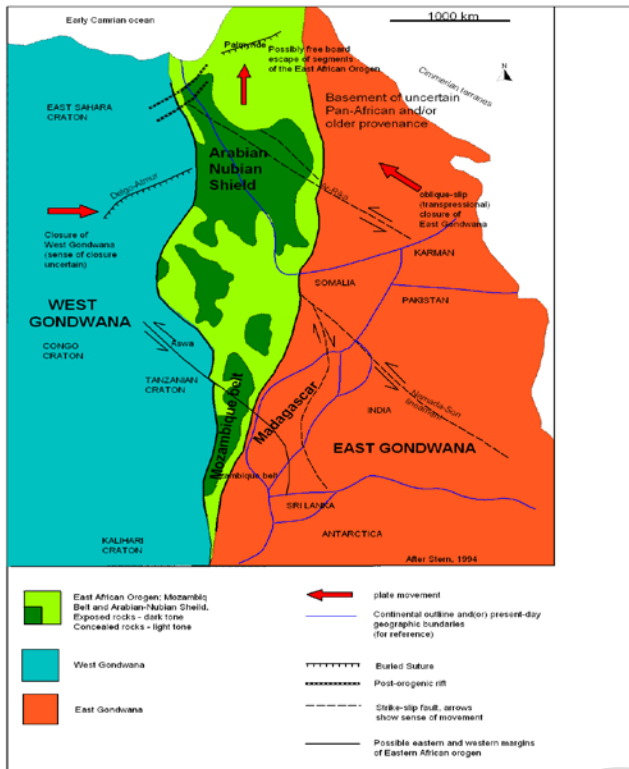 Early Camrian ocean
1000 km
Palmynde
Possibly free board
escape of segments
of the East African Orogen
N
Cimmerian terranes
EAST SAHARA
CRATON
Basement of uncertain
Pan-African and/or
older provenance
Arabian
Nubian
Shield
Ar-Rika
Delgo-Atmur
oblique-slip
(transpressional)
closure of
East Gondwana
Closure of
West Gondwana
(sense of closure
uncertain)
KARMAN
SOMALIA
PAKISTAN
WEST
GONDWANA
CONGO
CRATON
Aswa
TANZANIAN
CRATON
Mozambique belt
Madagascar
INDIA
lineament
EAST GONDWANA
SRI LANKA
ANTARCTICA
KALIHARI
CRATON
After Stern, 1994
East African Orogen; Mozambiq
Belt and Arabian-Nubian Sheild.
Exposed rocks - dark tone
Concealed rocks - light tone
West Gondwana
East Gondwana
plate movement
Continental outline and(or) present-day
geographic bundaries
(for reference)
Buried Suture
Post-orogenic rift
Strike-slip fault, arrows
show sense of movement
Possible eastern and western margins
of Eastern African orogen